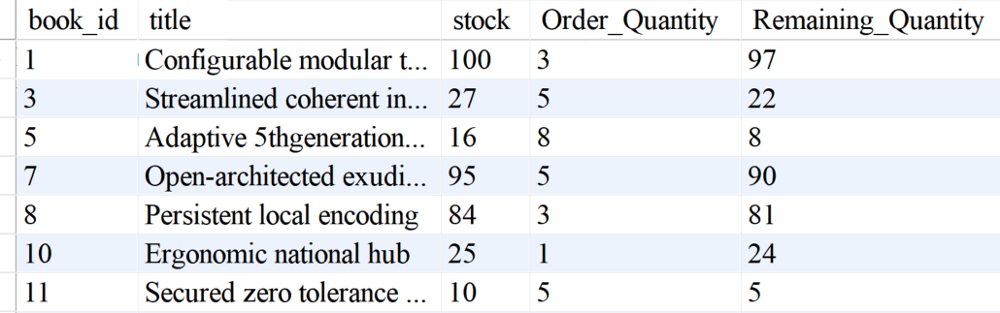 book_id title stock Order_Quantity Remaining_Quantity
1 Configurable modular t... 100 3 97
3 Streamlined coherent in... 27 5 22
5 Adaptive 5thgeneration... 16 8 8
7 Open-architected exudi... 95 5 90
8 Persistent local encoding 84 3 81
10 Ergonomic national hub 25 1 24
11 Secured zero tolerance ... 10 5 5